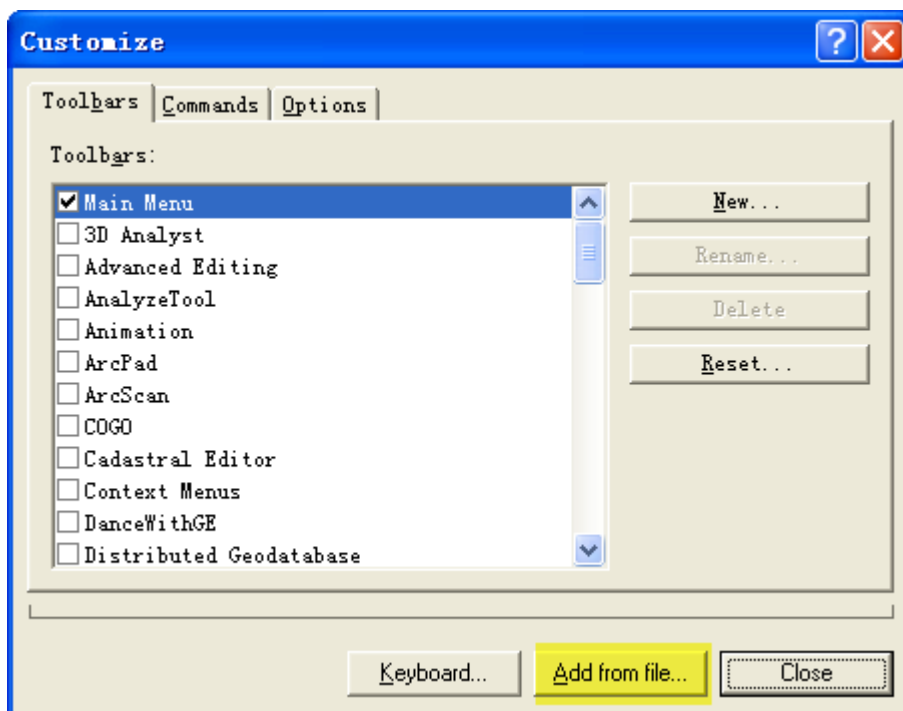 Customize
Toolbars Commands Options
Toolbars:
Main Menu
3D Analyst
Advanced Editing
AnalyzeTool
Animation
ArcPad
ArcScan
COGO
Cadastral Editor
Context Menus
DanceWithGE
Distributed Geodatabase
New...
Rename...
Delete
Reset...
Keyboard... Add from file... Close